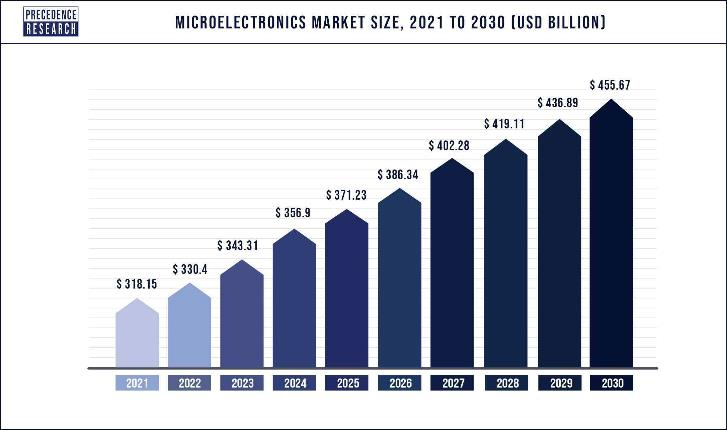 PRECEDENCE
RESEARCH
MICROELECTRONICS MARKET SIZE, 2021 TO 2030 (USD BILLION)
$ 318.15
$ 330.4
$ 343.31
$ 356.9
$ 371.23
$ 386.34
$ 402.28
$ 419.11
$ 436.89
$ 455.67
2021 2022 2023 2024 2025 2026 2027 2028 2029 2030